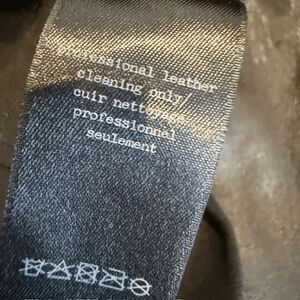 professional leather
cleaning only/
cuir nettoyage
professionnel
seulement